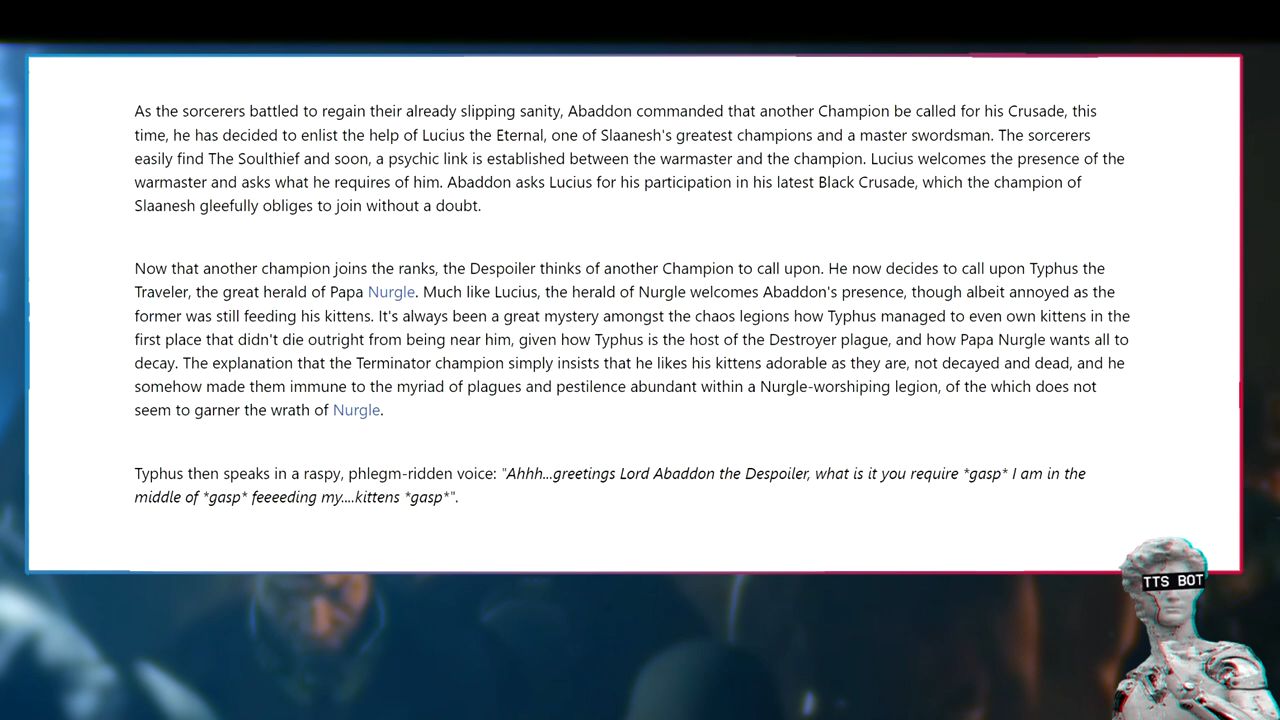 As the sorcerers battled to regain their already slipping sanity, Abaddon commanded that another Champion be called for his Crusade, this
time, he has decided to enlist the help of Lucius the Eternal, one of Slaanesh's greatest champions and a master swordsman. The sorcerers
easily find The Soulthief and soon, a psychic link is established between the warmaster and the champion. Lucius welcomes the presence of the
warmaster and asks what he requires of him. Abaddon asks Lucius for his participation in his latest Black Crusade, which the champion of
Slaanesh gleefully obliges to join without a doubt.
Now that another champion joins the ranks, the Despoiler thinks of another Champion to call upon. He now decides to call upon Typhus the
Traveler, the great herald of Papa Nurgle. Much like Lucius, the herald of Nurgle welcomes Abaddon's presence, though albeit annoyed as the
former was still feeding his kittens. It's always been a great mystery amongst the chaos legions how Typhus managed to even own kittens in the
first place that didn't die outright from being near him, given how Typhus is the host of the Destroyer plague, and how Papa Nurgle wants all to
decay. The explanation that the Terminator champion simply insists that he likes his kittens adorable as they are, not decayed and dead, and he
somehow made them immune to the myriad of plagues and pestilence abundant within a Nurgle-worshiping legion, of the which does not
seem to garner the wrath of Nurgle.
Typhus then speaks in a raspy, phlegm-ridden voice: "Ahhh...greetings Lord Abaddon the Despoiler, what is it you require *gasp* I am in the
middle of *gasp* feeeeding my....kittens *gasp*".
TTS BOT